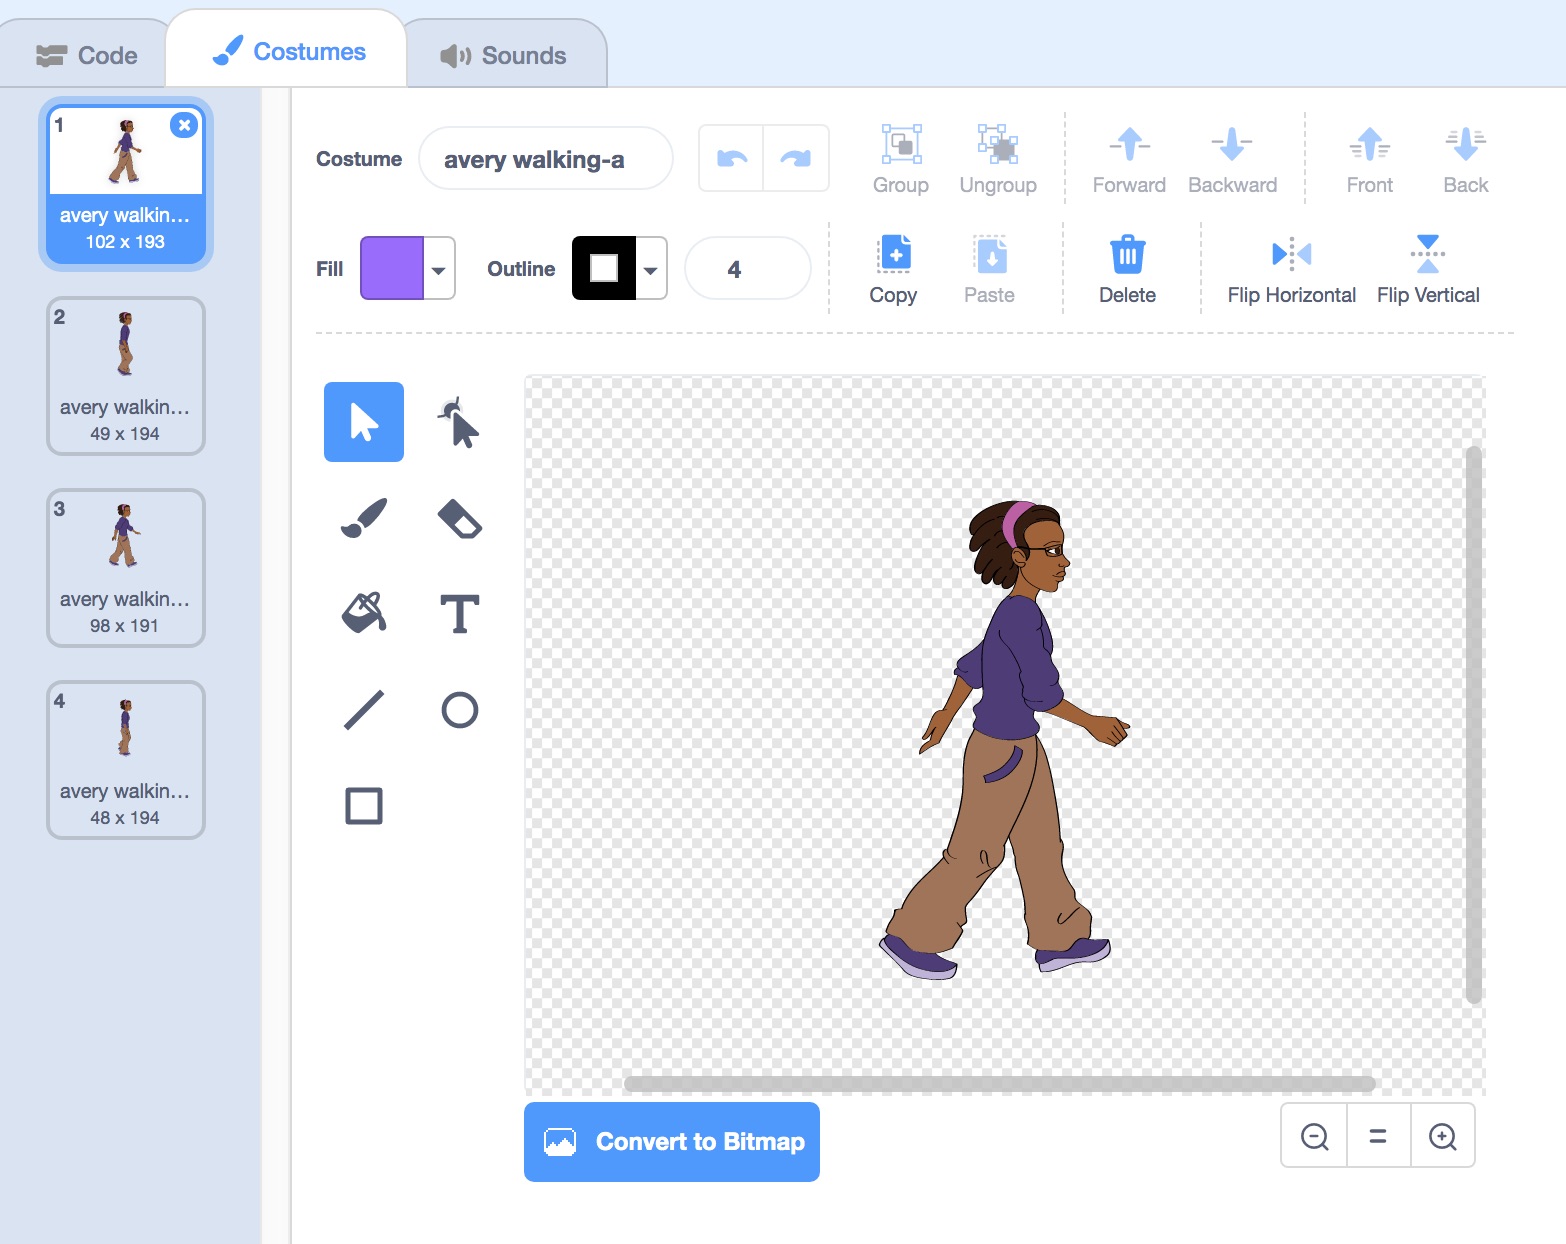 Code
Costumes
Sounds
1
avery walkin...
102 x 193
2
avery walkin...
49 x 194
3
avery walkin...
98 x 191
4
avery walkin...
48 x 194
Costume
avery walking-a
Group
Ungroup
Forward
Backward
Front
Back
Fill
Outline
4
Copy
Paste
Delete
Flip Horizontal
Flip Vertical
T
Convert to Bitmap